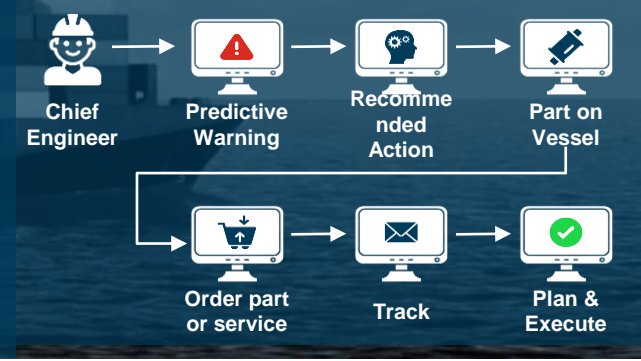 Chief
Engineer
Predictive
Warning
Recomme
nded
Action
Part on
Vessel
Order part
or service
Track
Plan &
Execute